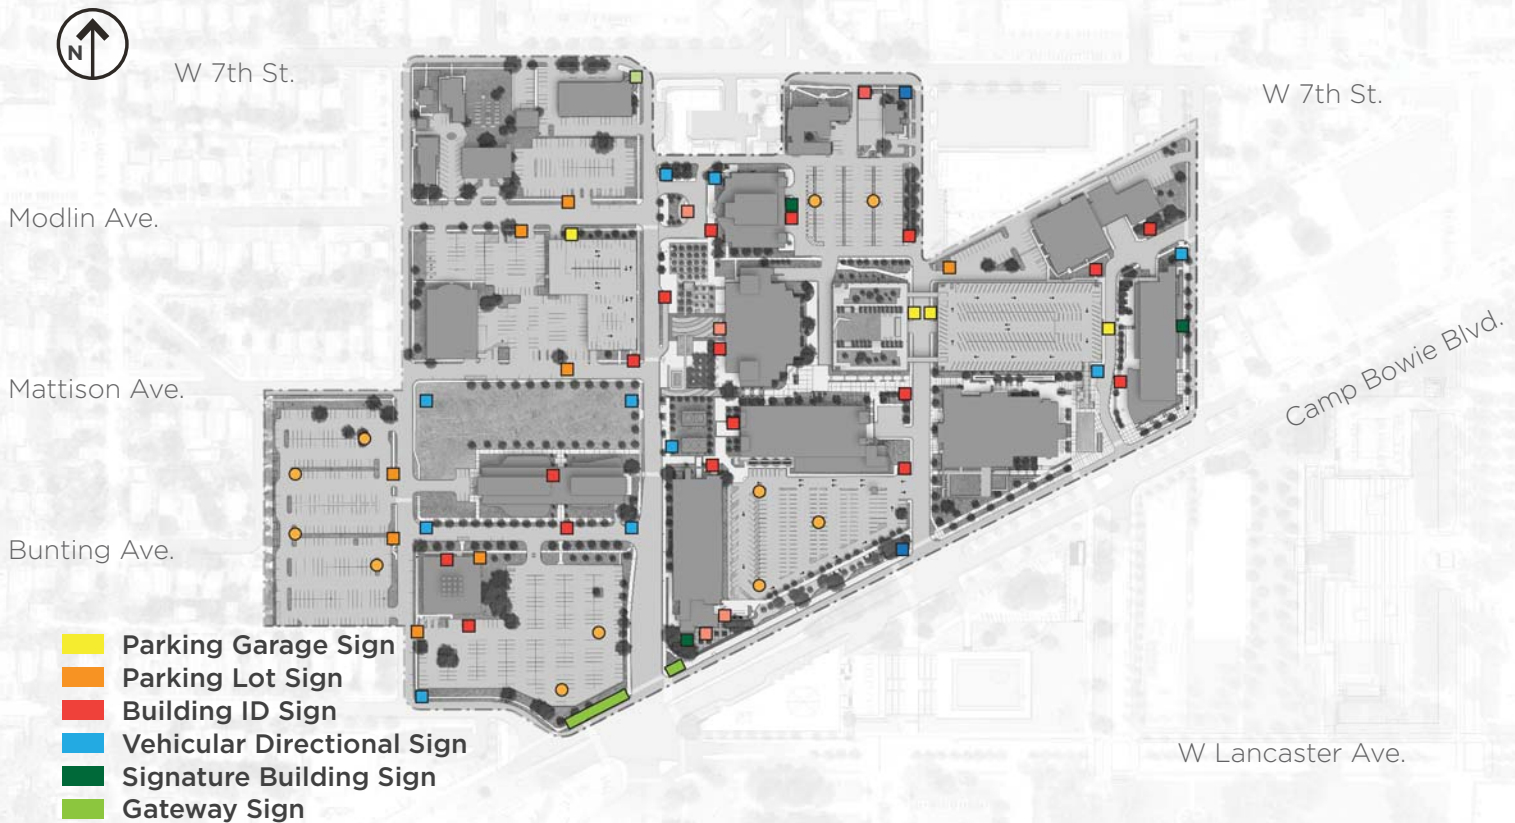 N
W 7th St.
W 7th St.
Modlin Ave.
Mattison Ave.
Camp Bowie Blvd.
Bunting Ave.
Parking Garage Sign
Parking Lot Sign
Building ID Sign
Vehicular Directional Sign
Signature Building Sign
Gateway Sign
W Lancaster Ave.